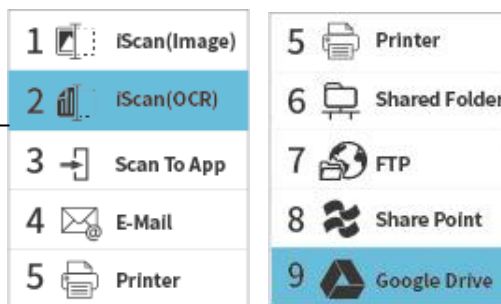 1 iScan(Image)
2 iScan(OCR)
3 Scan To App
4 @ E-Mail
5 Printer
5 Printer
6 Shared Folder
7 FTP
8 Share Point
9 Google Drive